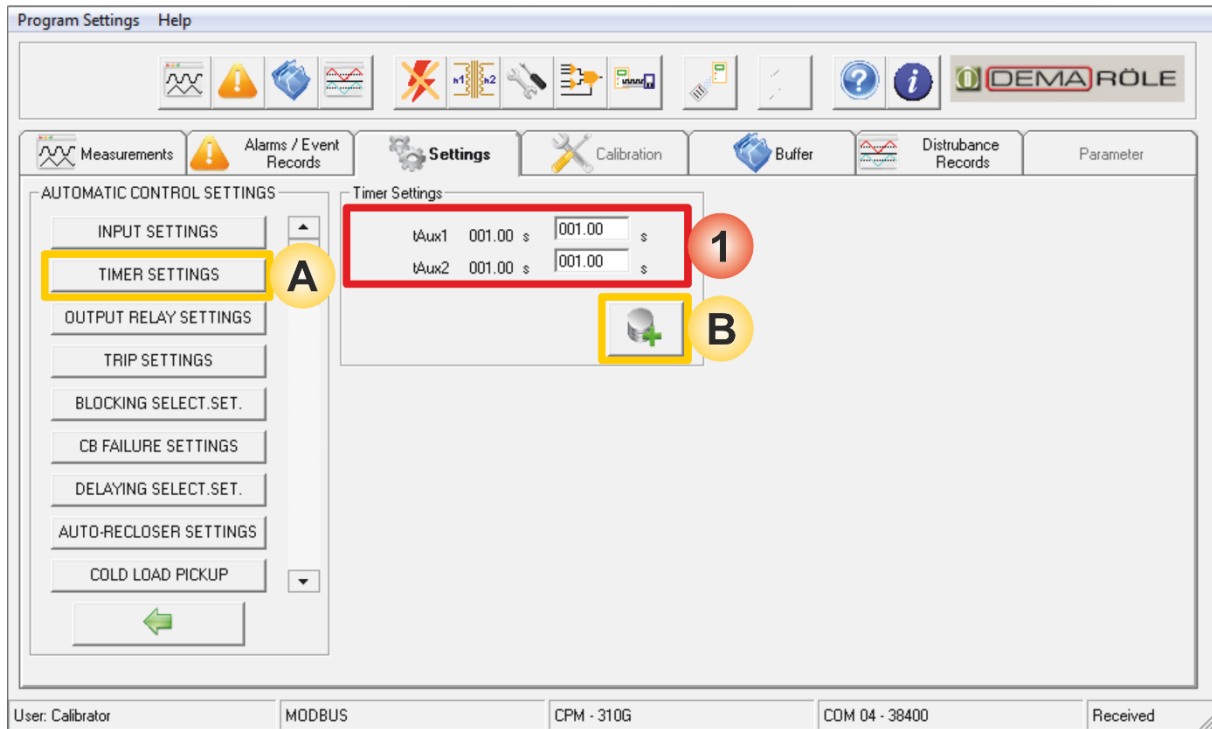 Program Settings Help
h1 h2
DEMA RÖLE
Measurements
Alarms / Event
Records
Settings
Calibration
Buffer
Distrubance
Records
Parameter
AUTOMATIC CONTROL SETTINGS
INPUT SETTINGS
TIMER SETTINGS
A
OUTPUT RELAY SETTINGS
TRIP SETTINGS
BLOCKING SELECT.SET.
CB FAILURE SETTINGS
DELAYING SELECT.SET.
AUTO-RECLOSER SETTINGS
COLD LOAD PICKUP
Timer Settings
tAux1 001.00 s 001.00 s
tAux2 001.00 s 001.00 s
1
B
User: Calibrator MODBUS CPM - 310G COM 04 - 38400 Received